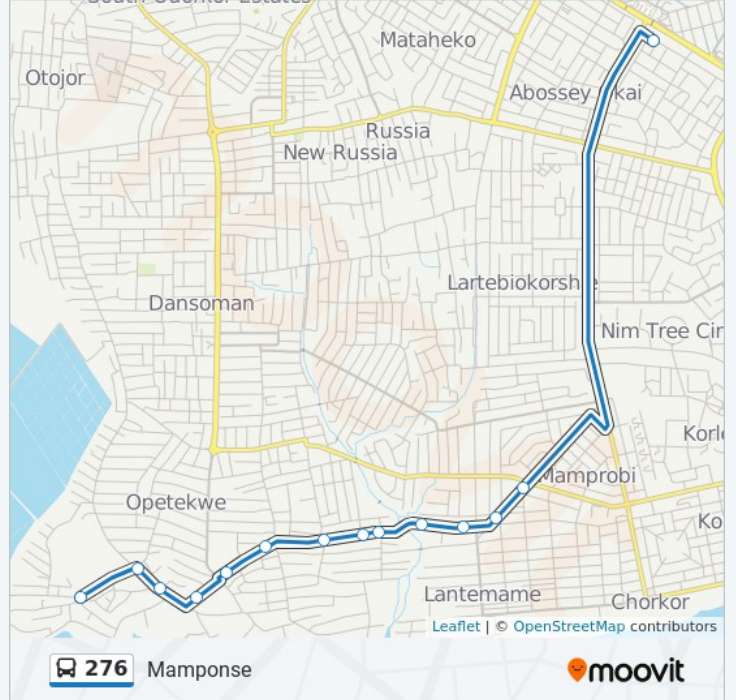 South Odorkor Estates
Mataheko
Otojor
Abossey Okai
Russia
New Russia
Lartebiokorshie
Dansoman
Nim Tree Cir
Korle
Mamprobi
Opetekwe
Ko
Lantemame
Chorkor
Leaflet | © OpenStreetMap contributors
276 Mamponse
moovit